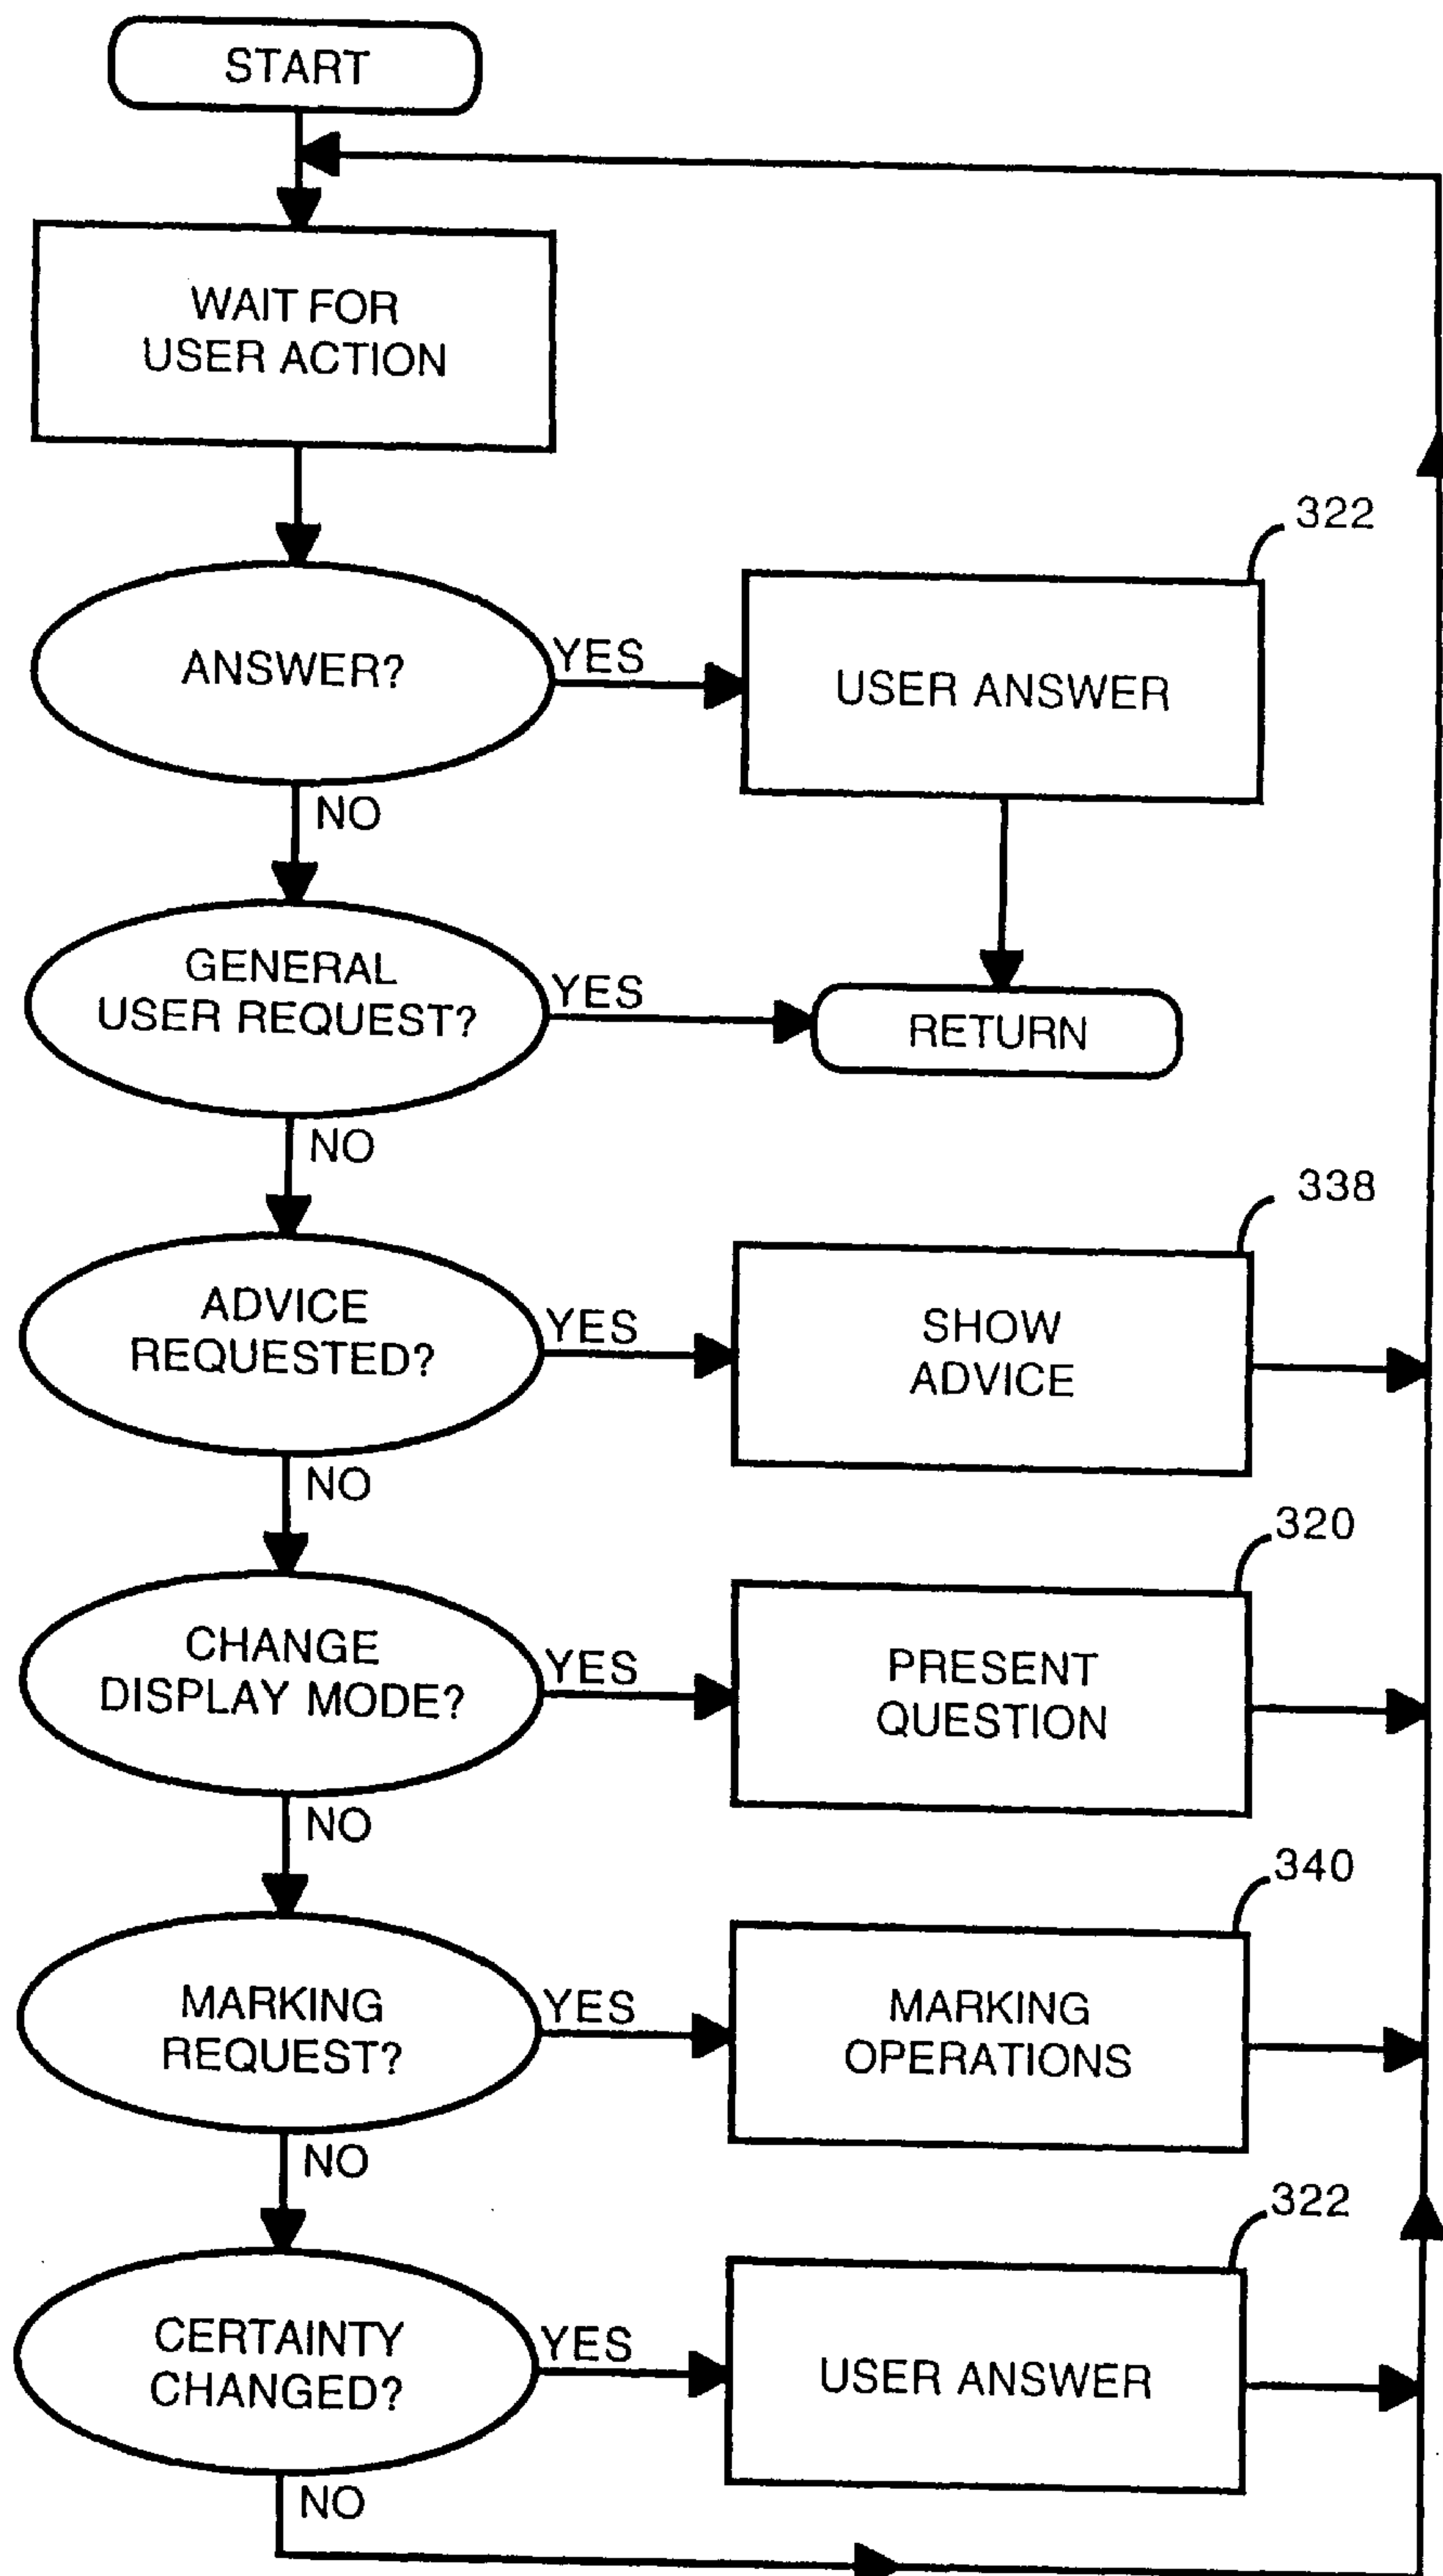 START
WAIT FOR
USER ACTION
322
ANSWER?
YES
USER ANSWER
NO
GENERAL
USER REQUEST?
YES
RETURN
NO
338
ADVICE
REQUESTED?
YES
SHOW
ADVICE
NO
320
CHANGE
DISPLAY MODE?
YES
PRESENT
QUESTION
NO
340
MARKING
REQUEST?
YES
MARKING
OPERATIONS
NO
322
CERTAINTY
CHANGED?
YES
USER ANSWER
NO